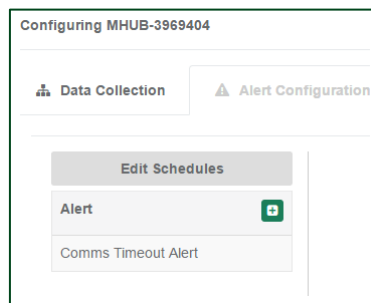 Configuring MHUB-3969404
Data Collection
Alert Configuration
Edit Schedules
Alert
Comms Timeout Alert